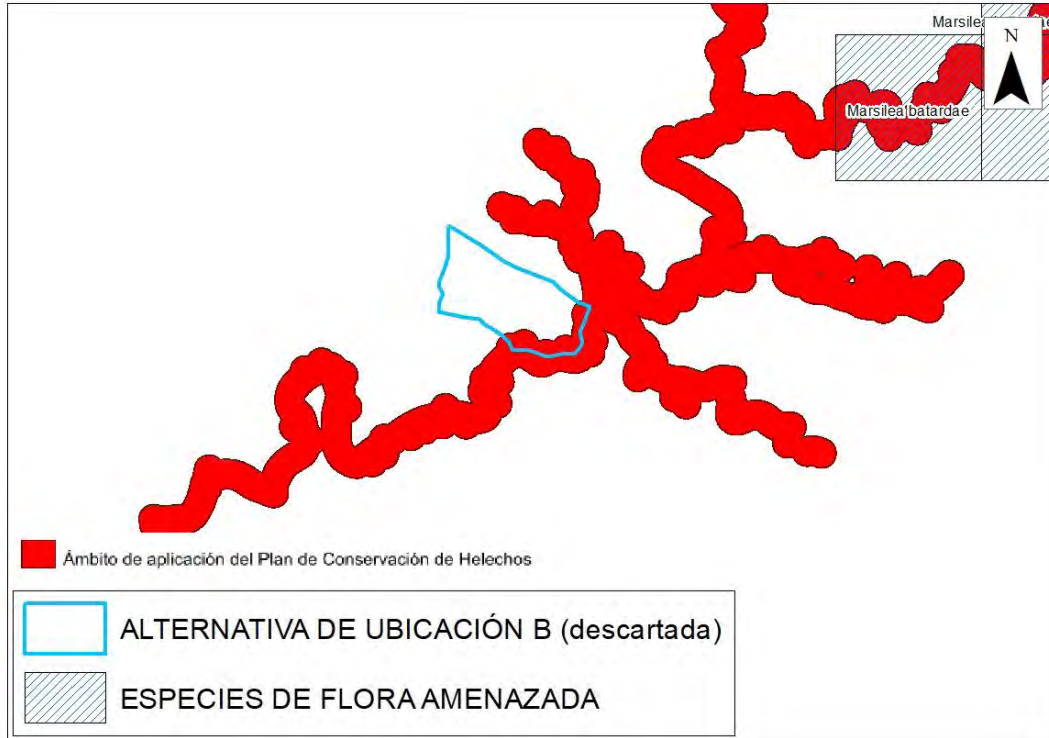 Marsilea batardae
N
Marsilea batardae
Ámbito de aplicación del Plan de Conservación de Helechos
ALTERNATIVA DE UBICACIÓN B (descartada)
ESPECIES DE FLORA AMENAZADA